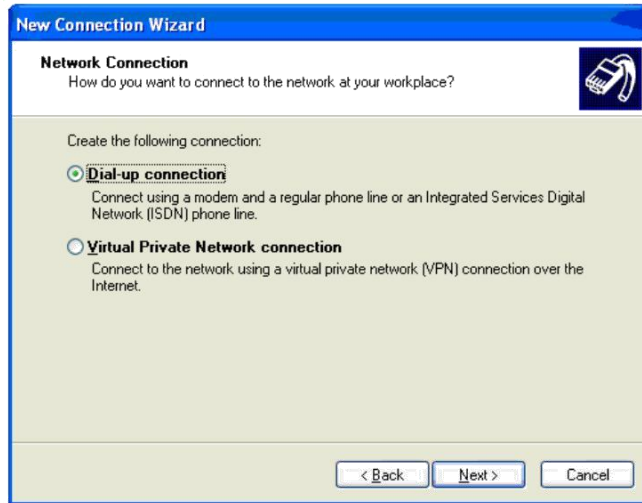 New Connection Wizard
Network Connection
How do you want to connect to the network at your workplace?
Create the following connection:
Dial-up connection
Connect using a modem and a regular phone line or an Integrated Services Digital
Network (ISDN) phone line.
Virtual Private Network connection
Connect to the network using a virtual private network (VPN) connection over the
Internet.
< Back
Next >
Cancel